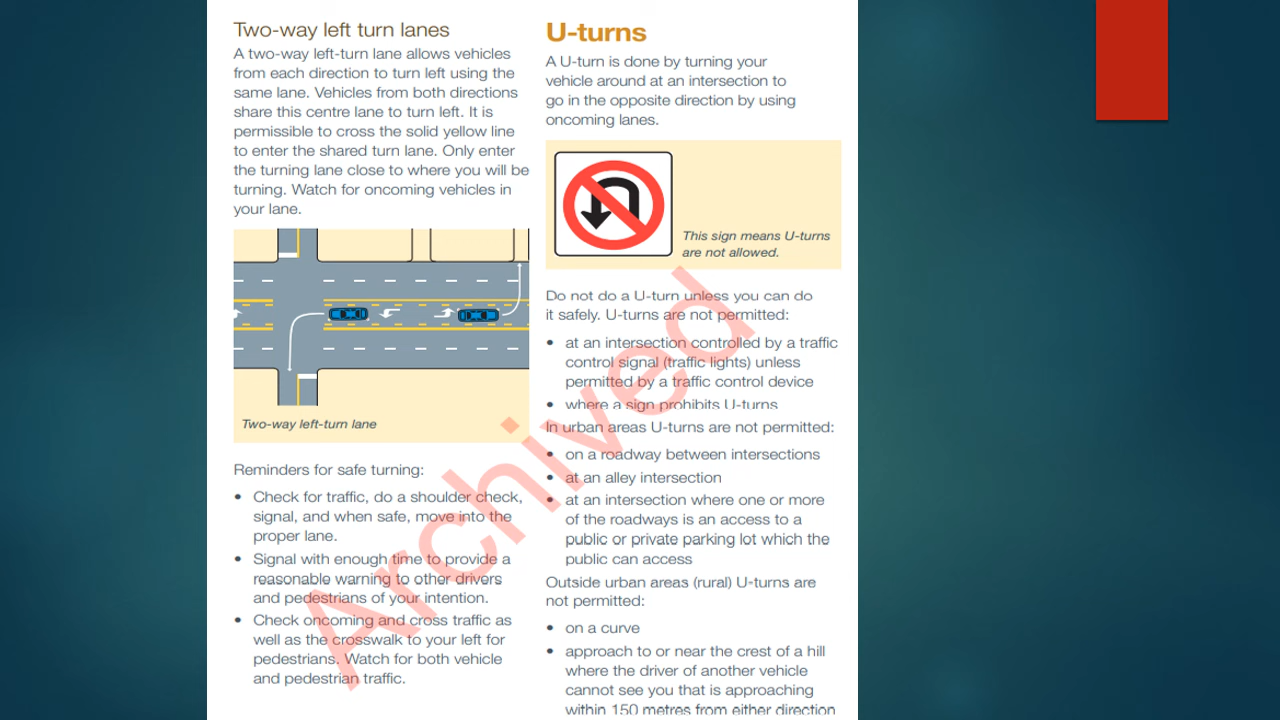 Two-way left turn lanes
A two-way left-turn lane allows vehicles
from each direction to turn left using the
same lane. Vehicles from both directions
share this centre lane to turn left. It is
permissible to cross the solid yellow line
to enter the shared turn lane. Only enter
the turning lane close to where you will be
turning. Watch for oncoming vehicles in
your lane.
Two-way left-turn lane
Reminders for safe turning:
• Check for traffic, do a shoulder check,
signal, and when safe, move into the
proper lane.
• Signal with enough time to provide a
reasonable warning to other drivers
and pedestrians of your intention.
• Check oncoming and cross traffic as
well as the crosswalk to your left for
pedestrians. Watch for both vehicle
and pedestrian traffic.
U-turns
A U-turn is done by turning your
vehicle around at an intersection to
go in the opposite direction by using
oncoming lanes.
This sign means U-turns
are not allowed.
Do not do a U-turn unless you can do
it safely. U-turns are not permitted:
• at an intersection controlled by a traffic
control signal (traffic lights) unless
permitted by a traffic control device
• where a sign prohibits U-turns
In urban areas U-turns are not permitted:
• on a roadway between intersections
• at an alley intersection
• at an intersection where one or more
of the roadways is an access to a
public or private parking lot which the
public can access
Outside urban areas (rural) U-turns are
not permitted:
• on a curve
• approach to or near the crest of a hill
where the driver of another vehicle
cannot see you that is approaching
within 150 metres from either direction
Archived